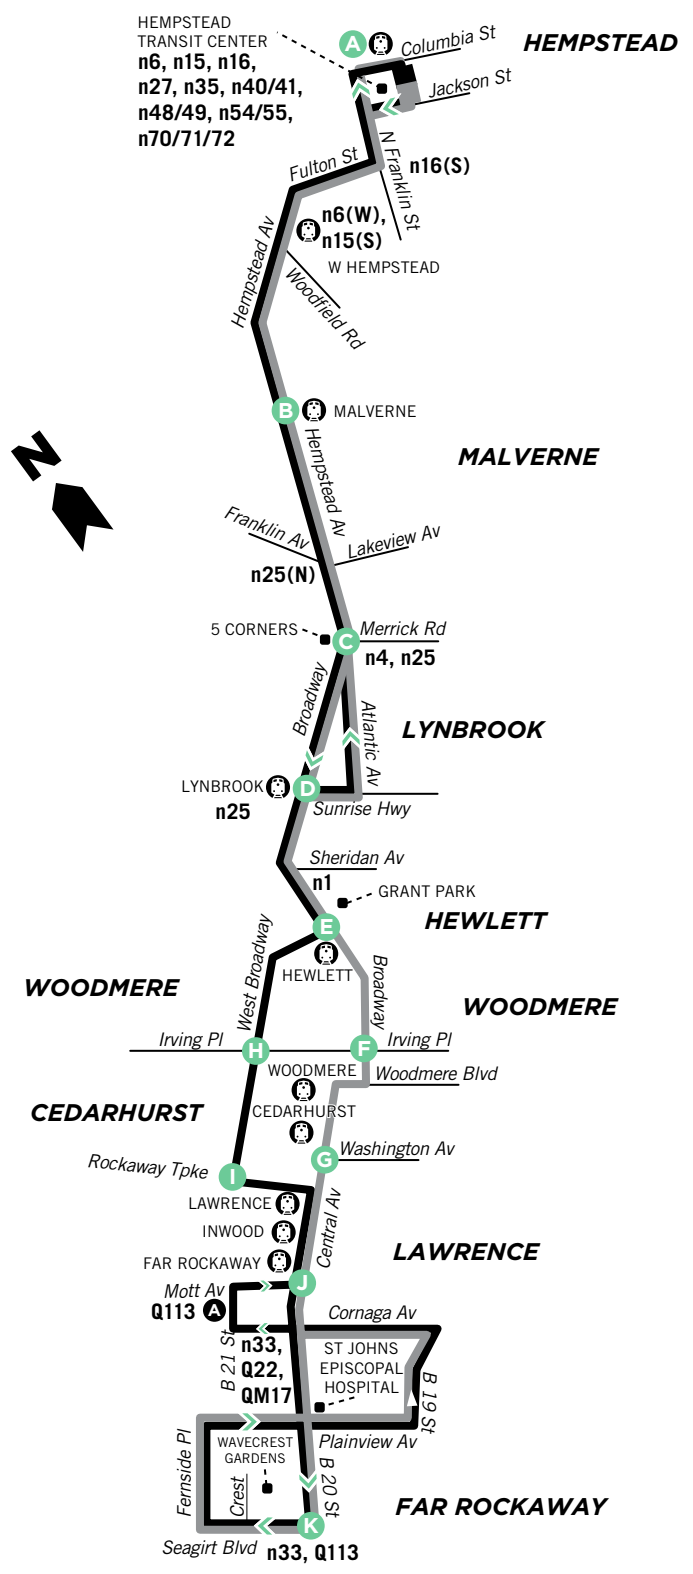 HEMPSTEAD
TRANSIT CENTER
n6, n15, n16,
n27, n35, n40/41,
n48/49, n54/55,
n70/71/72
A
Columbia St
HEMPSTEAD
Jackson St
Fulton St
N Franklin St
n16(S)
n6(W),
n15(S)
W HEMPSTEAD
Hempstead Av
Woodfield Rd
B
MALVERNE
Hempstead Av
N
MALVERNE
Franklin Av
Lakeview Av
n25(N)
5 CORNERS
C
Merrick Rd
n4, n25
Broadway
Atlantic Av
LYNBROOK
LYNBROOK
D
n25
Sunrise Hwy
Sheridan Av
n1
GRANT PARK
E
HEWLETT
HEWLETT
West Broadway
Broadway
WOODMERE
WOODMERE
Irving Pl
H
F
Irving Pl
WOODMERE
Woodmere Blvd
CEDARHURST
CEDARHURST
Washington Av
G
Rockaway Tpke
I
LAWRENCE
INWOOD
Central Av
FAR ROCKAWAY
LAWRENCE
J
Mott Av
Q113 A
Cornaga Av
B 21 St
n33,
Q22,
QM17
ST JOHNS
EPISCOPAL
HOSPITAL
B 19 St
Plainview Av
Fernside Pl
WAVECREST
GARDENS
Crest
B 20 St
FAR ROCKAWAY
K
Seagirt Blvd
n33, Q113